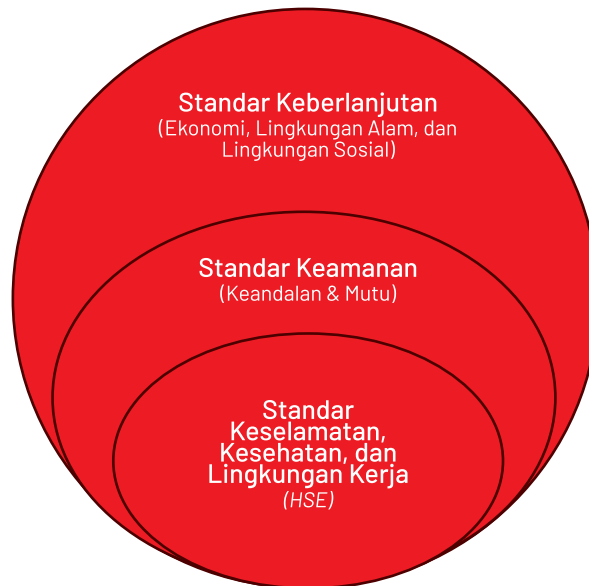 Standar Keberlanjutan
(Ekonomi, Lingkungan Alam, dan
Lingkungan Sosial)
Standar Keamanan
(Keandalan & Mutu)
Standar
Keselamatan,
Kesehatan, dan
Lingkungan Kerja
(HSE)